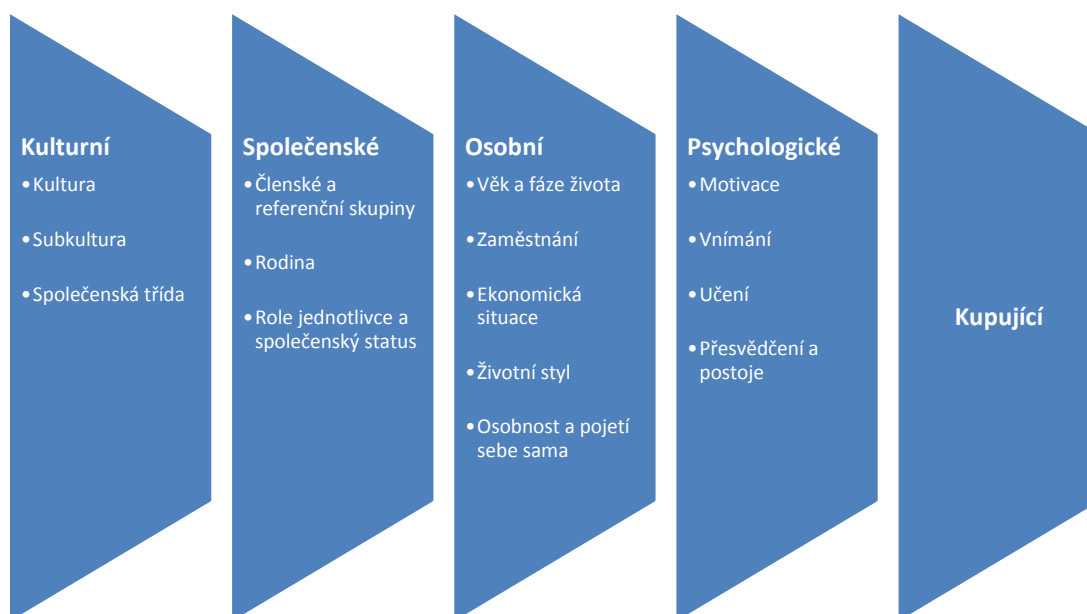 Kulturní
•Kultura
•Subkultura
•Společenská třída
Společenské
•Členské a
referenční skupiny
•Rodina
•Role jednotlivce a
společenský status
Osobní
•Věk a fáze života
•Zaměstnání
•Ekonomická
situace
•Životní styl
•Osobnost a pojetí
sebe sama
Psychologické
•Motivace
•Vnímání
•Učení
•Přesvědčení a
postoje
Kupující